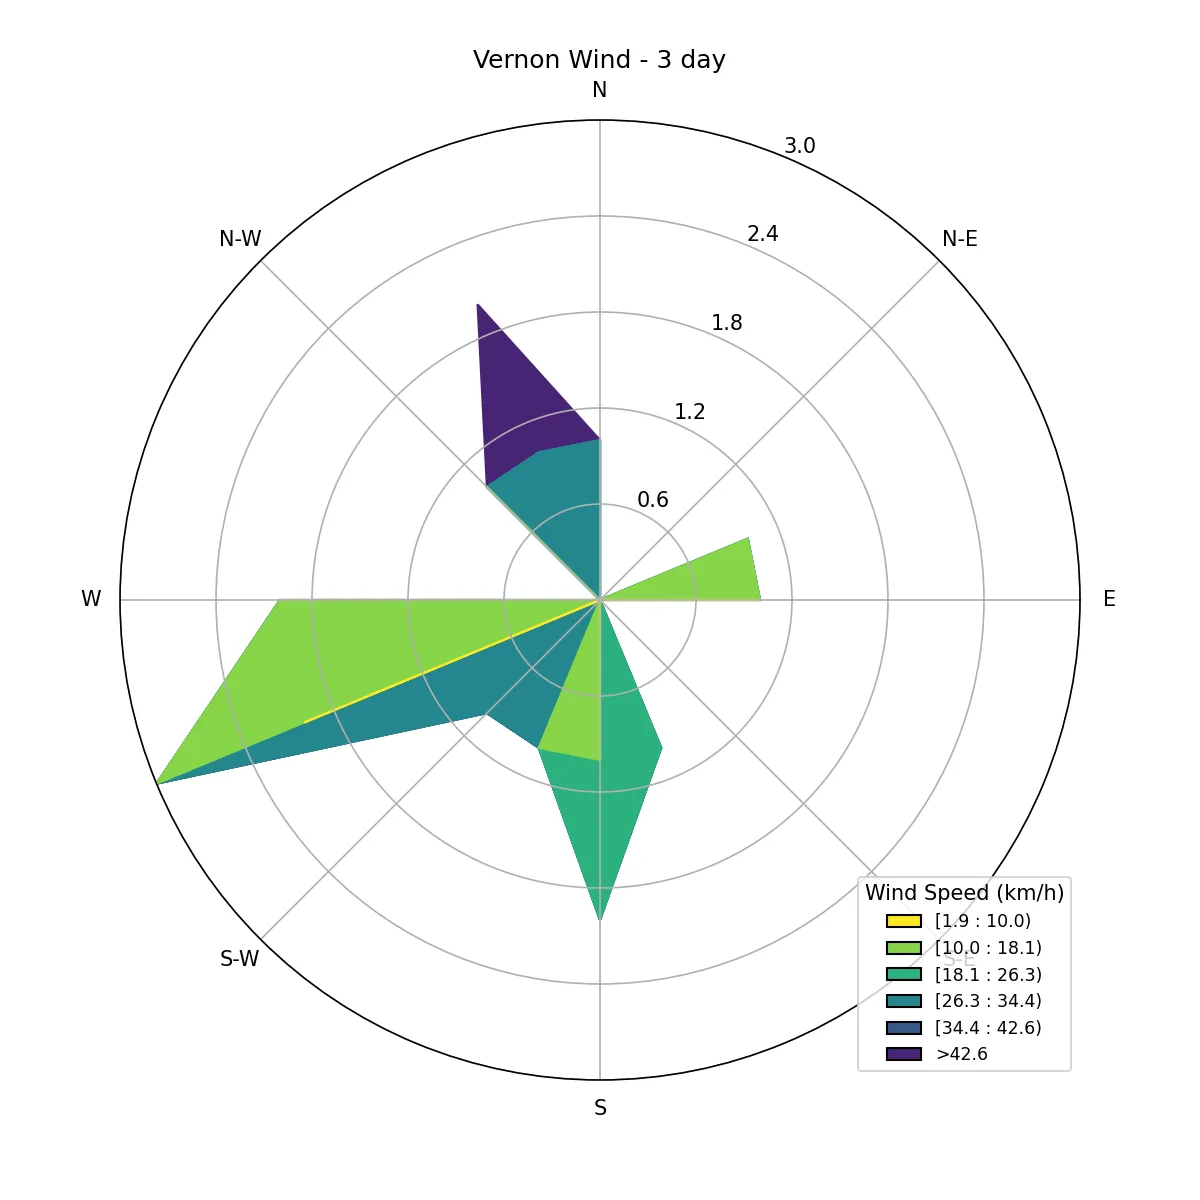 Vernon Wind - 3 day
N
3.0
N-W
2.4
N-E
1.8
1.2
0.6
W
E
S-W
S-E
S
Wind Speed (km/h)
[1.9 : 10.0)
[10.0 : 18.1)
[18.1 : 26.3)
[26.3 : 34.4)
[34.4 : 42.6)
>42.6